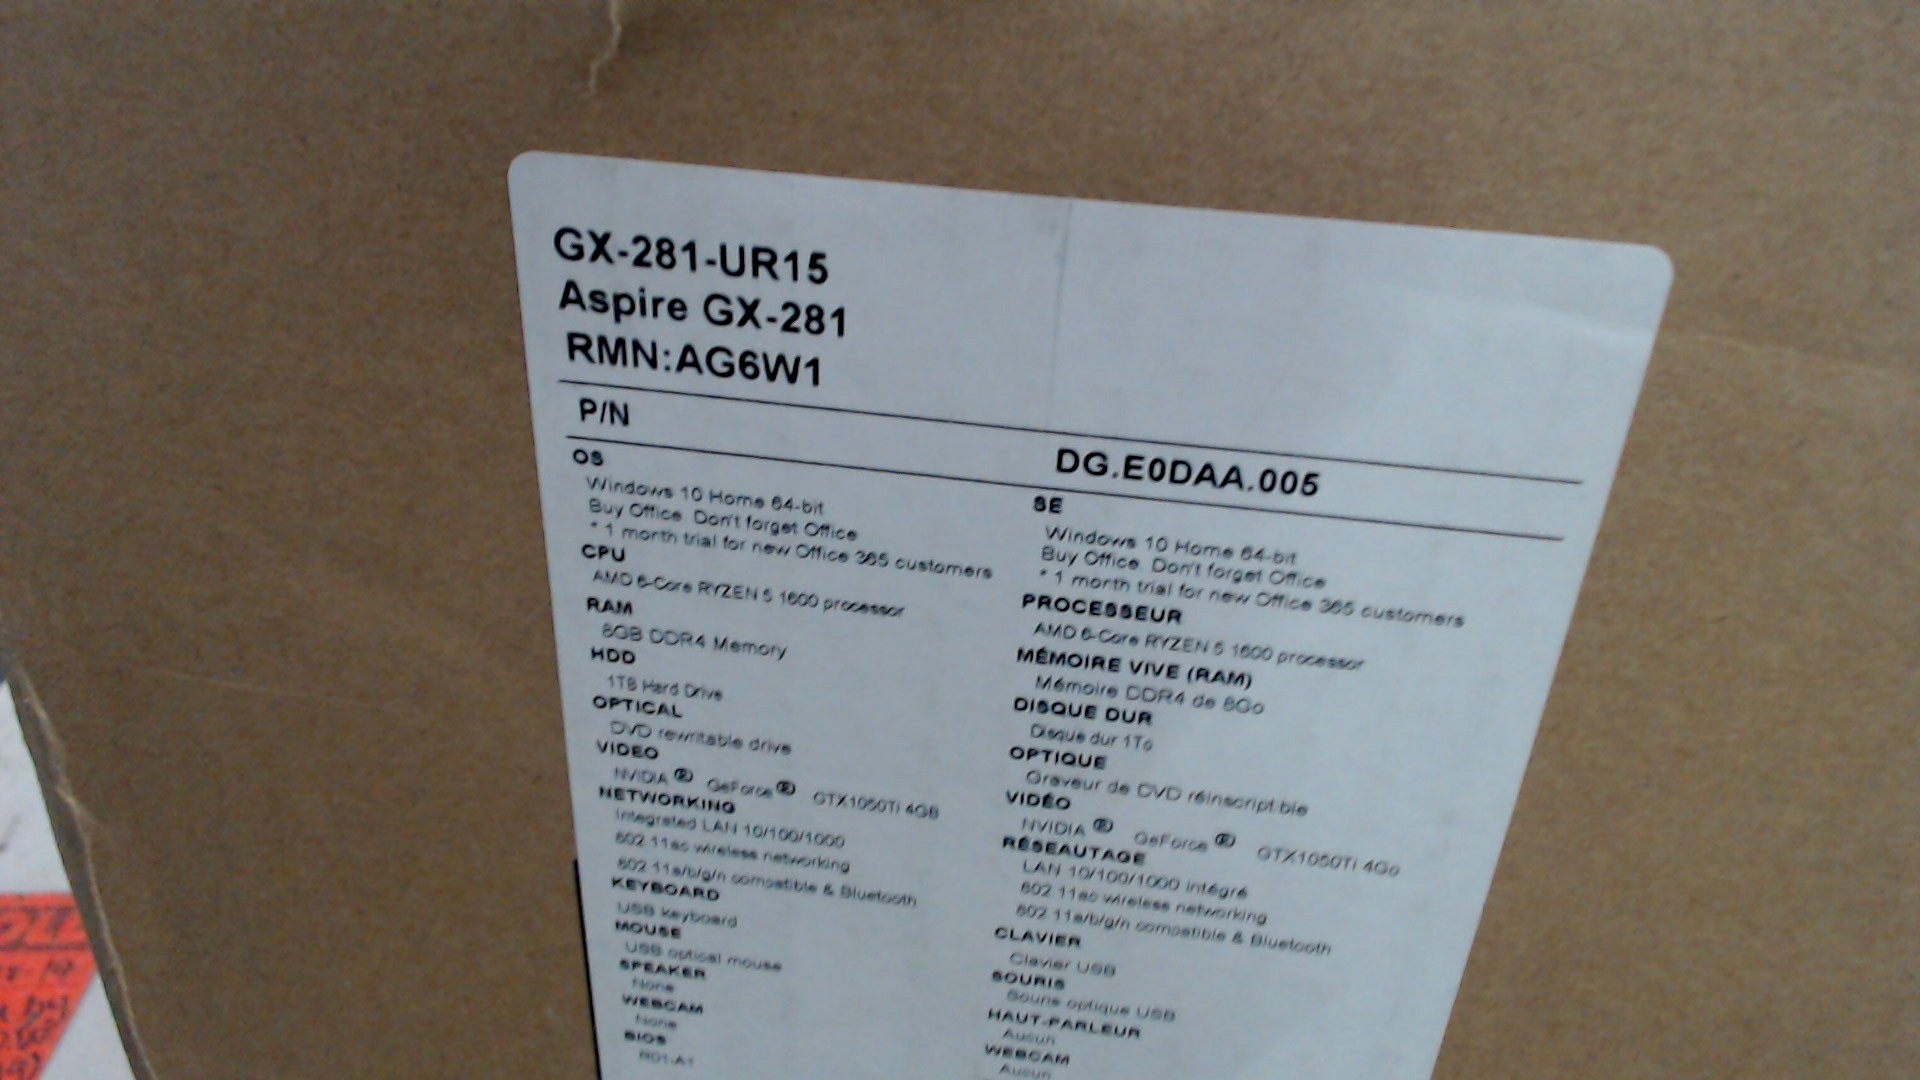 GX-281-UR15
Aspire GX-281
RMN:AG6W1
P/N
DG.E0DAA.005
OS
Windows 10 Home 64-bit
Buy Office. Don't forget Office
* 1 month trial for new Office 365 customers
CPU
AMD 6-Core RYZEN 5 1600 processor
RAM
8GB DDR4 Memory
HDD
1TB Hard Drive
OPTICAL
DVD rewritable drive
VIDEO
NVIDIA ® GeForce ® GTX1050Ti 4GB
NETWORKING
Integrated LAN 10/100/1000
802 11ac wireless networking
802 11a/b/g/n compatible & Bluetooth
KEYBOARD
USB keyboard
MOUSE
USB optical mouse
SPEAKER
None
WEBCAM
None
BIOS
R01-A1
SE
Windows 10 Home 64-bit
Buy Office. Don't forget Office
* 1 month trial for new Office 365 customers
PROCESSEUR
AMD 6-Core RYZEN 5 1600 processor
MÉMOIRE VIVE (RAM)
Mémoire DDR4 de 8Go
DISQUE DUR
Disque dur 1To
OPTIQUE
Graveur de DVD réinscriptible
VIDÉO
NVIDIA ® GeForce ® GTX1050Ti 4Go
RÉSEAUTAGE
LAN 10/100/1000 intégré
802 11ac wireless networking
802 11a/b/g/n compatible & Bluetooth
CLAVIER
Clavier USB
SOURIS
Souris optique USB
HAUT-PARLEUR
Aucun
WEBCAM
Aucun